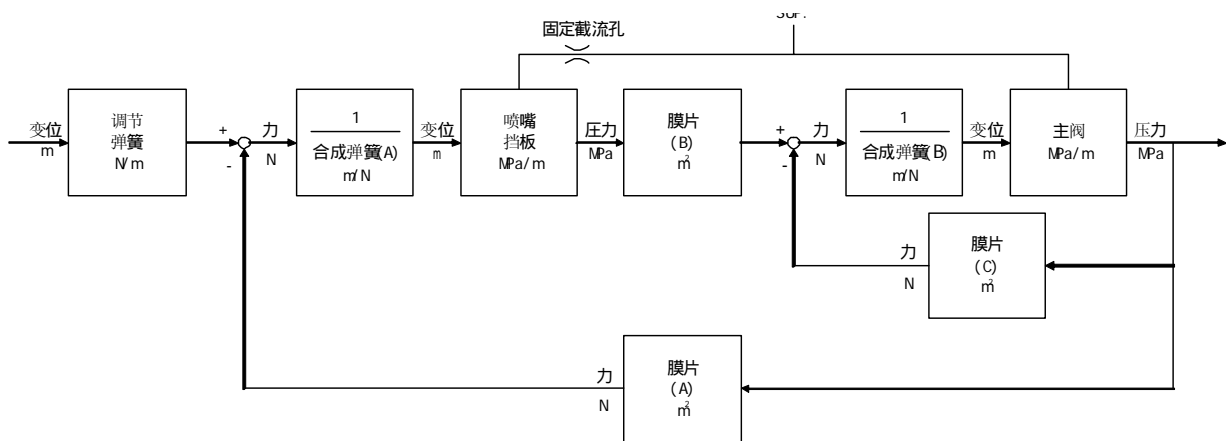 固定截流孔
变位
m
调节
弹簧
N/m
+
-
力
N
1
合成弹簧(A)
m/N
变位
m
喷嘴
挡板
MPa/m
压力
MPa
膜片
(B)
m²
+
-
力
N
1
合成弹簧(B)
m/N
变位
m
主阀
MPa/m
压力
MPa
力
N
膜片
(C)
m²
力
N
膜片
(A)
m²